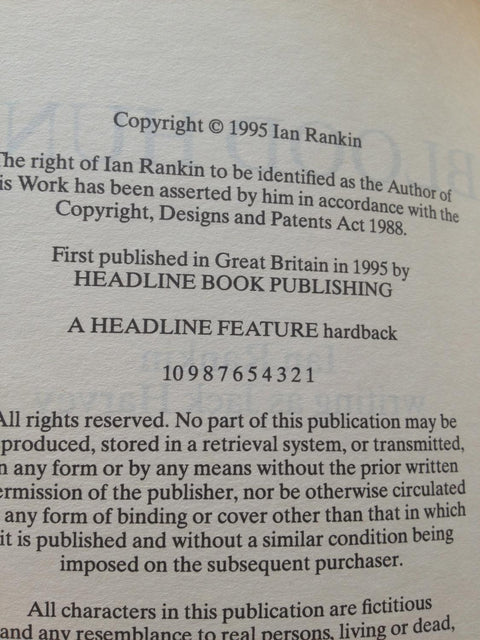 Copyright © 1995 Ian Rankin
The right of Ian Rankin to be identified as the Author of
is Work has been asserted by him in accordance with the
Copyright, Designs and Patents Act 1988.
First published in Great Britain in 1995 by
HEADLINE BOOK PUBLISHING
A HEADLINE FEATURE hardback
10 9 8 7 6 5 4 3 2 1
All rights reserved. No part of this publication may be
produced, stored in a retrieval system, or transmitted,
n any form or by any means without the prior written
ermission of the publisher, nor be otherwise circulated
any form of binding or cover other than that in which
it is published and without a similar condition being
imposed on the subsequent purchaser.
All characters in this publication are fictitious
and any resemblance to real persons, living or dead,